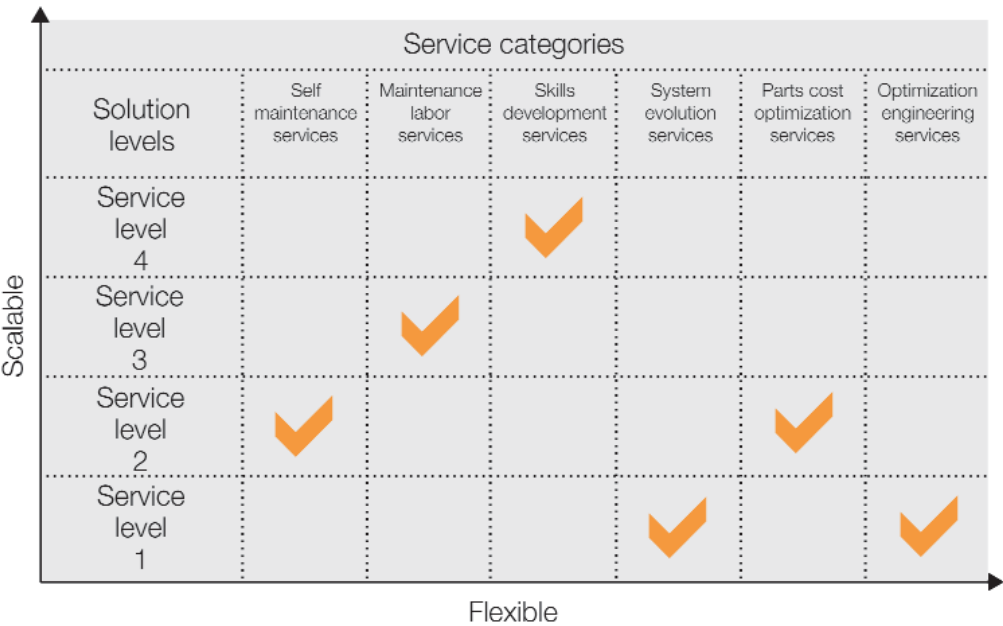 Service categories
Solution
levels
Self
maintenance
services
Maintenance
labor
services
Skills
development
services
System
evolution
services
Parts cost
optimization
services
Optimization
engineering
services
Service
level
4
Service
level
3
Service
level
2
Service
level
1
Scalable
Flexible